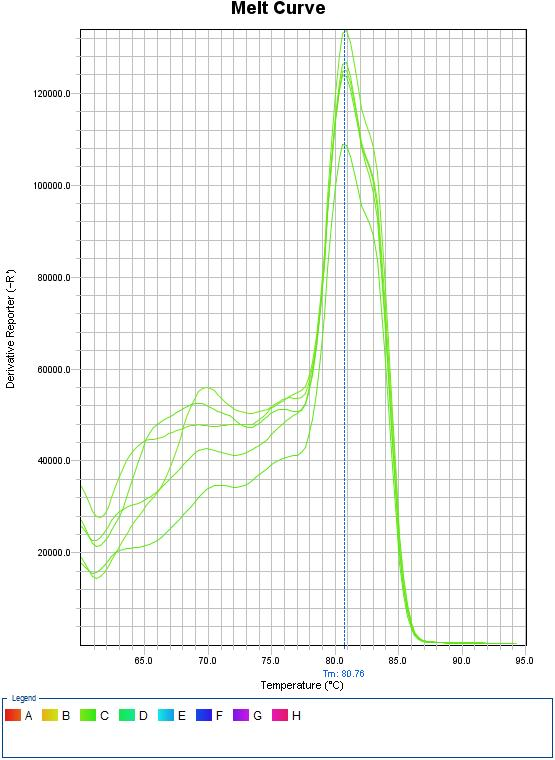 Melt Curve
Derivative Reporter (−R')
120000.0
100000.0
80000.0
60000.0
40000.0
20000.0
65.0 70.0 75.0 80.0 85.0 90.0 95.0
Tm: 80.76
Temperature (°C)
Legend
A B C D E F G H